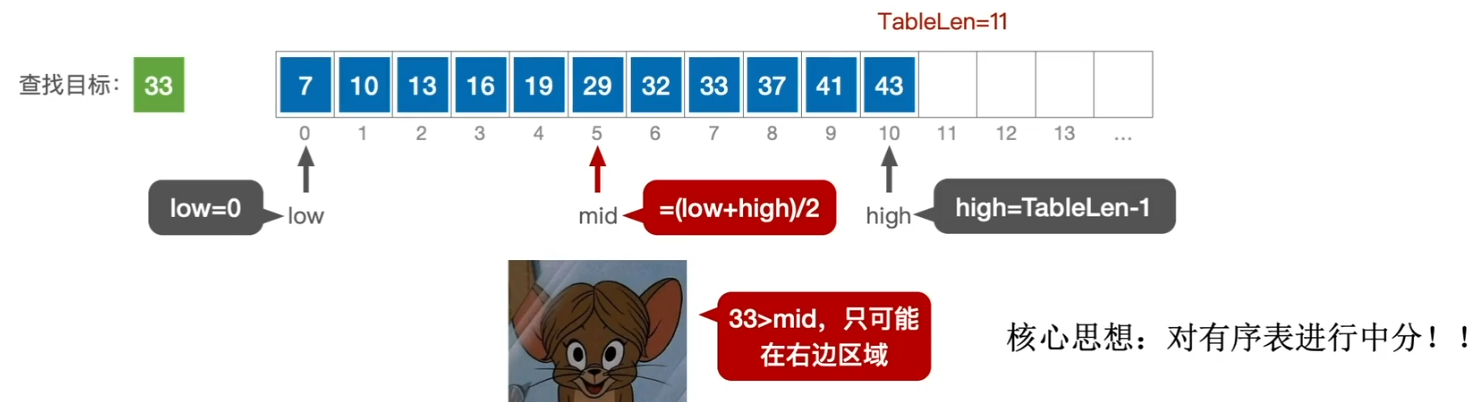 TableLen=11
查找目标： 33 7 10 13 16 19 29 32 33 37 41 43
0 1 2 3 4 5 6 7 8 9 10 11 12 13 ...
low=0 low mid =(low+high)/2 high high=TableLen-1
33>mid，只可能
在右边区域
核心思想：对有序表进行中分！！